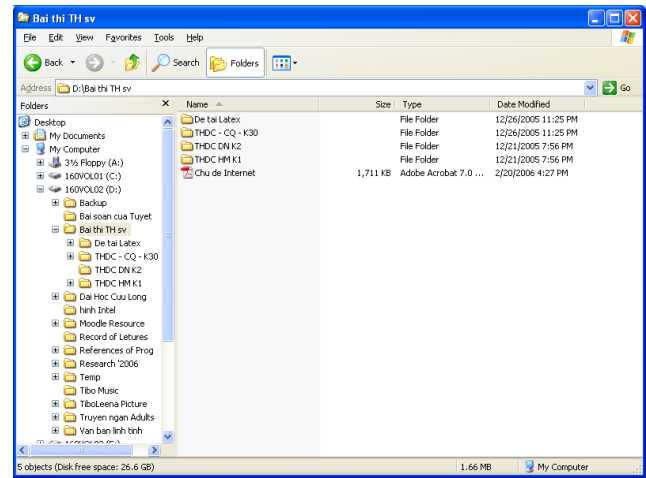 Bai thi TH sv
File Edit View Favorites Tools Help
Back Search Folders
Address D:\Bai thi TH sv Go
Folders Name Size Type Date Modified
Desktop
My Documents
My Computer
3½ Floppy (A:)
160VOL01 (C:)
160VOL02 (D:)
Backup
Bai soan cua Tuyet
Bai thi TH sv
De tai Latex
THDC - CQ - K30
THDC DN K2
THDC HM K1
Dai Hoc Cuu Long
hinh Intel
Moodle Resource
Record of Letures
References of Prog
Research '2006
Temp
Tibo Music
TiboLeena Picture
Truyen ngan Adults
Van ban linh tinh
De tai Latex File Folder 12/26/2005 11:25 PM
THDC - CQ - K30 File Folder 12/26/2005 11:25 PM
THDC DN K2 File Folder 12/21/2005 7:56 PM
THDC HM K1 File Folder 12/21/2005 7:56 PM
Chu de Internet 1,711 KB Adobe Acrobat 7.0 ... 2/20/2006 4:27 PM
5 objects (Disk free space: 26.6 GB) 1.66 MB My Computer